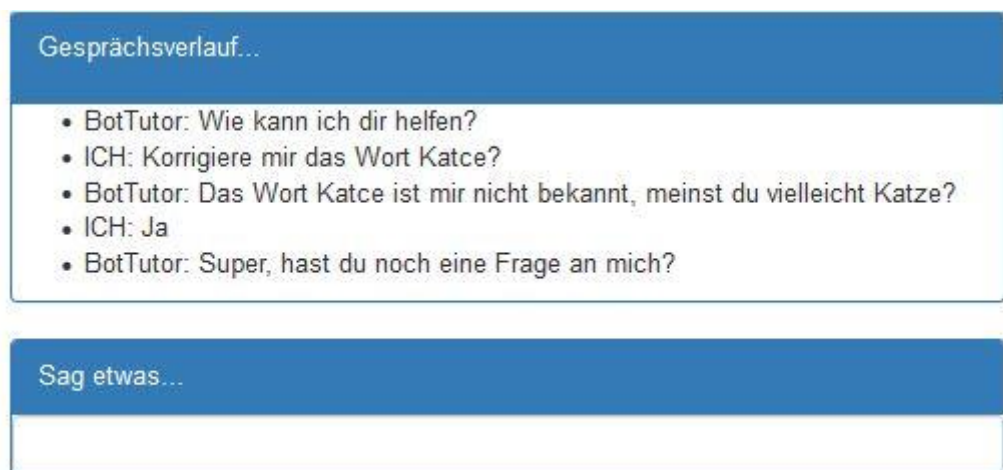 Gesprächsverlauf...
• BotTutor: Wie kann ich dir helfen?
• ICH: Korrigiere mir das Wort Katce?
• BotTutor: Das Wort Katce ist mir nicht bekannt, meinst du vielleicht Katze?
• ICH: Ja
• BotTutor: Super, hast du noch eine Frage an mich?
Sag etwas...